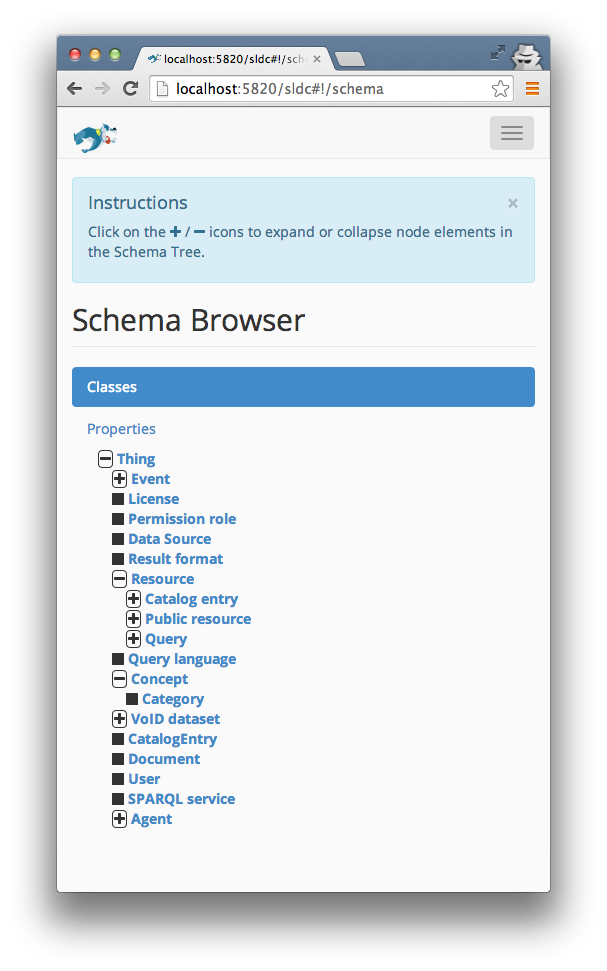 localhost:5820/sldc#!/sch
localhost:5820/sldc#!/schema
Instructions
×
Click on the + / − icons to expand or collapse node elements in
the Schema Tree.
Schema Browser
Classes
Properties
Thing
Event
License
Permission role
Data Source
Result format
Resource
Catalog entry
Public resource
Query
Query language
Concept
Category
VoID dataset
CatalogEntry
Document
User
SPARQL service
Agent